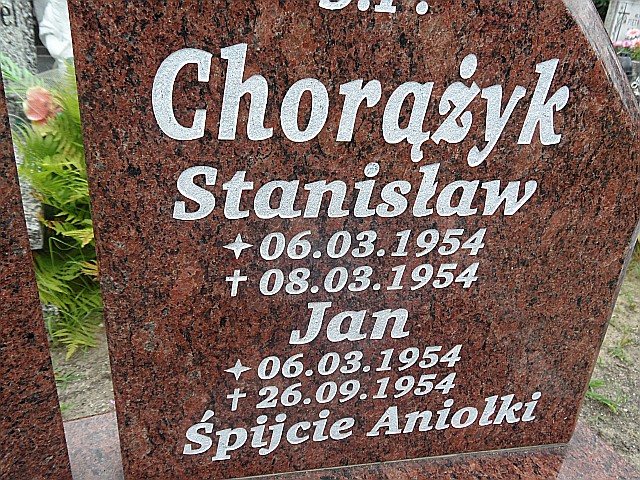 Ś.P.
Chorążyk
Stanisław
✦ 06.03.1954
✝ 08.03.1954
Jan
✦ 06.03.1954
✝ 26.09.1954
Śpijcie Aniołki